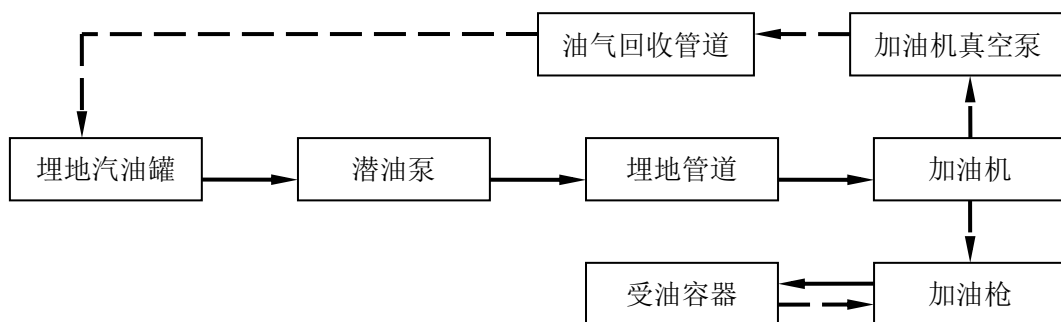 油气回收管道
加油机真空泵
埋地汽油罐
潜油泵
埋地管道
加油机
受油容器
加油枪